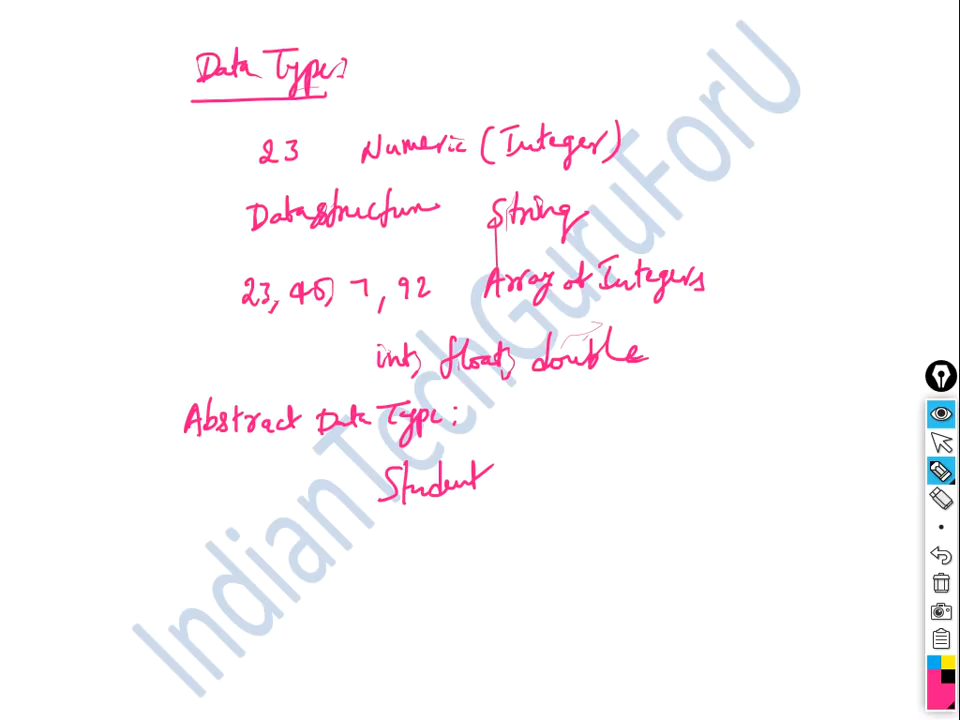 Data Types
23 Numeric (Integer)
Datastructure String
23, 45, 7, 92 Array of Integers
int, float, double
Abstract Data Type:
Student
IndianTechGuruForU